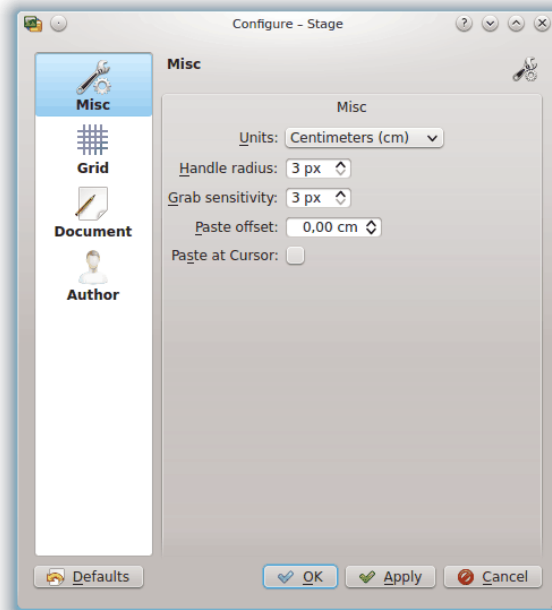 Configure – Stage
Misc
Grid
Document
Author
Misc
Misc
Units: Centimeters (cm)
Handle radius: 3 px
Grab sensitivity: 3 px
Paste offset: 0,00 cm
Paste at Cursor:
Defaults
OK
Apply
Cancel